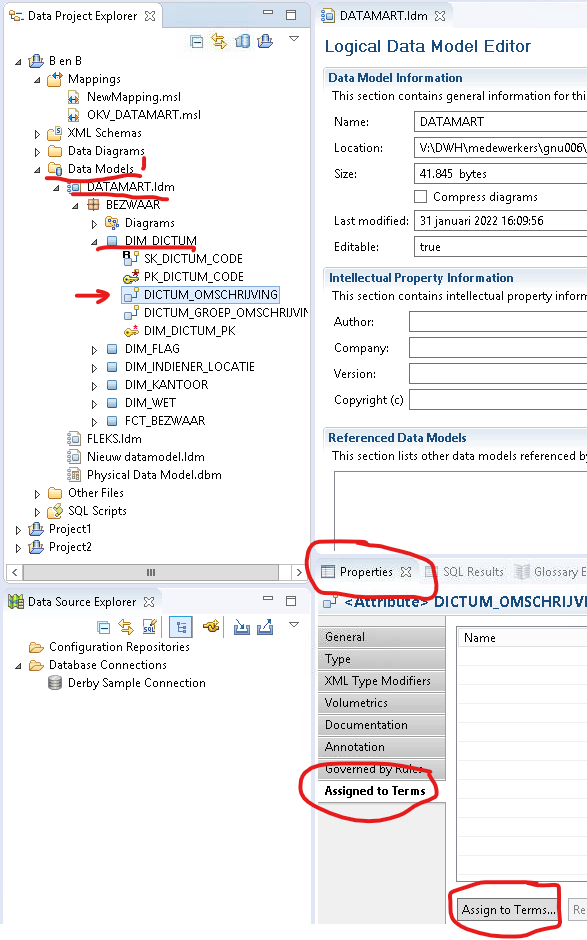 Data Project Explorer
B en B
Mappings
NewMapping.msl
OKV_DATAMART.msl
XML Schemas
Data Diagrams
Data Models
DATAMART.ldm
BEZWAAR
Diagrams
DIM_DICTUM
SK_DICTUM_CODE
PK_DICTUM_CODE
DICTUM_OMSCHRIJVING
DICTUM_GROEP_OMSCHRIJVIN
DIM_DICTUM_PK
DIM_FLAG
DIM_INDIENER_LOCATIE
DIM_KANTOOR
DIM_WET
FCT_BEZWAAR
FLEKS.ldm
Nieuw datamodel.ldm
Physical Data Model.dbm
Other Files
SQL Scripts
Project1
Project2
Data Source Explorer
SQL
Configuration Repositories
Database Connections
Derby Sample Connection
DATAMART.ldm
Logical Data Model Editor
Data Model Information
This section contains general information for thi
Name: DATAMART
Location: V:\DWH\medewerkers\gnu006\
Size: 41.845 bytes
Compress diagrams
Last modified: 31 januari 2022 16:09:56
Editable: true
Intellectual Property Information
This section contains intellectual property inform
Author:
Company:
Version:
Copyright (c)
Referenced Data Models
This section lists other data models referenced by
Properties SQL Results Glossary E
<Attribute> DICTUM_OMSCHRIJVI
General
Type
XML Type Modifiers
Volumetrics
Documentation
Annotation
Governed by Rules
Assigned to Terms
Name
Assign to Terms... Re